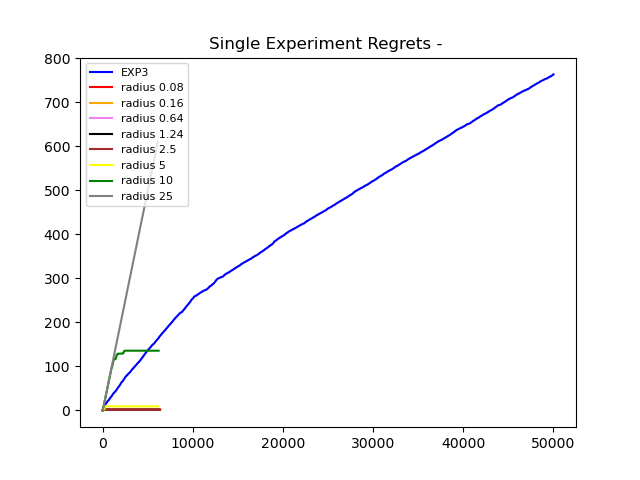 Single Experiment Regrets -
800
700
600
500
400
300
200
100
0
EXP3
radius 0.08
radius 0.16
radius 0.64
radius 1.24
radius 2.5
radius 5
radius 10
radius 25
0 10000 20000 30000 40000 50000